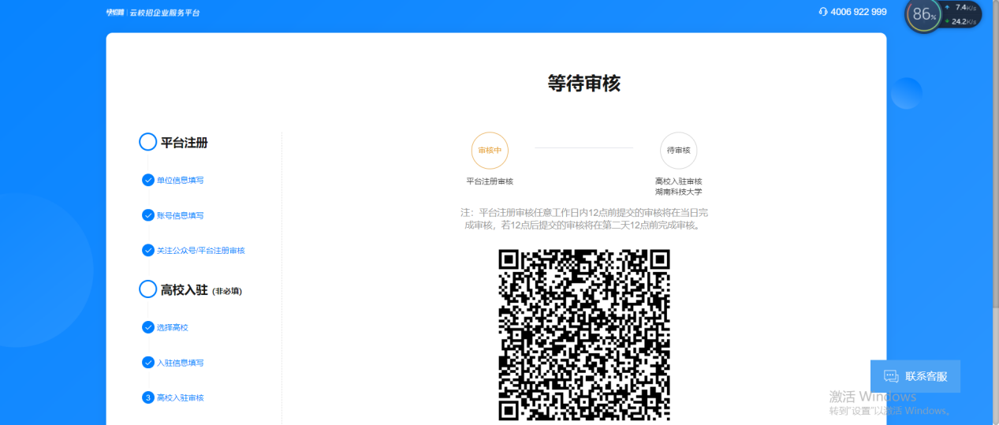 云校招企业服务平台
4006 922 999
86%
7.4K/s
24.2K/s
等待审核
平台注册
单位信息填写
账号信息填写
关注公众号/平台注册审核
高校入驻 (非必填)
选择高校
入驻信息填写
3 高校入驻审核
审核中
平台注册审核
待审核
高校入驻审核
湖南科技大学
注：平台注册审核任意工作日内12点前提交的审核将在当日完
成审核，若12点后提交的审核将在第二天12点前完成审核。
联系客服
激活 Windows
转到"设置"以激活 Windows。